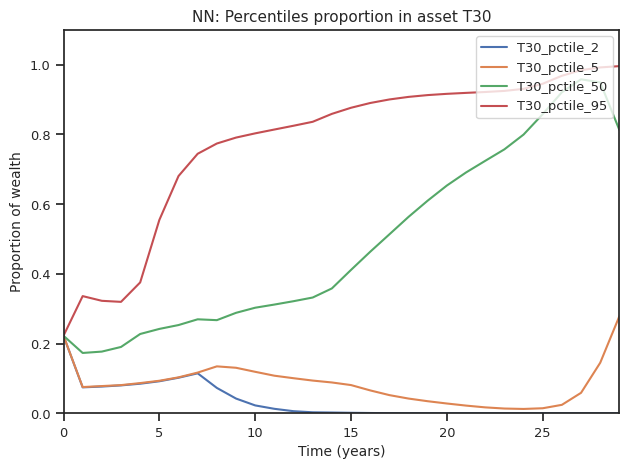 NN: Percentiles proportion in asset T30
T30_pctile_2
T30_pctile_5
T30_pctile_50
T30_pctile_95
1.0
0.8
0.6
0.4
0.2
0.0
Proportion of wealth
0 5 10 15 20 25
Time (years)